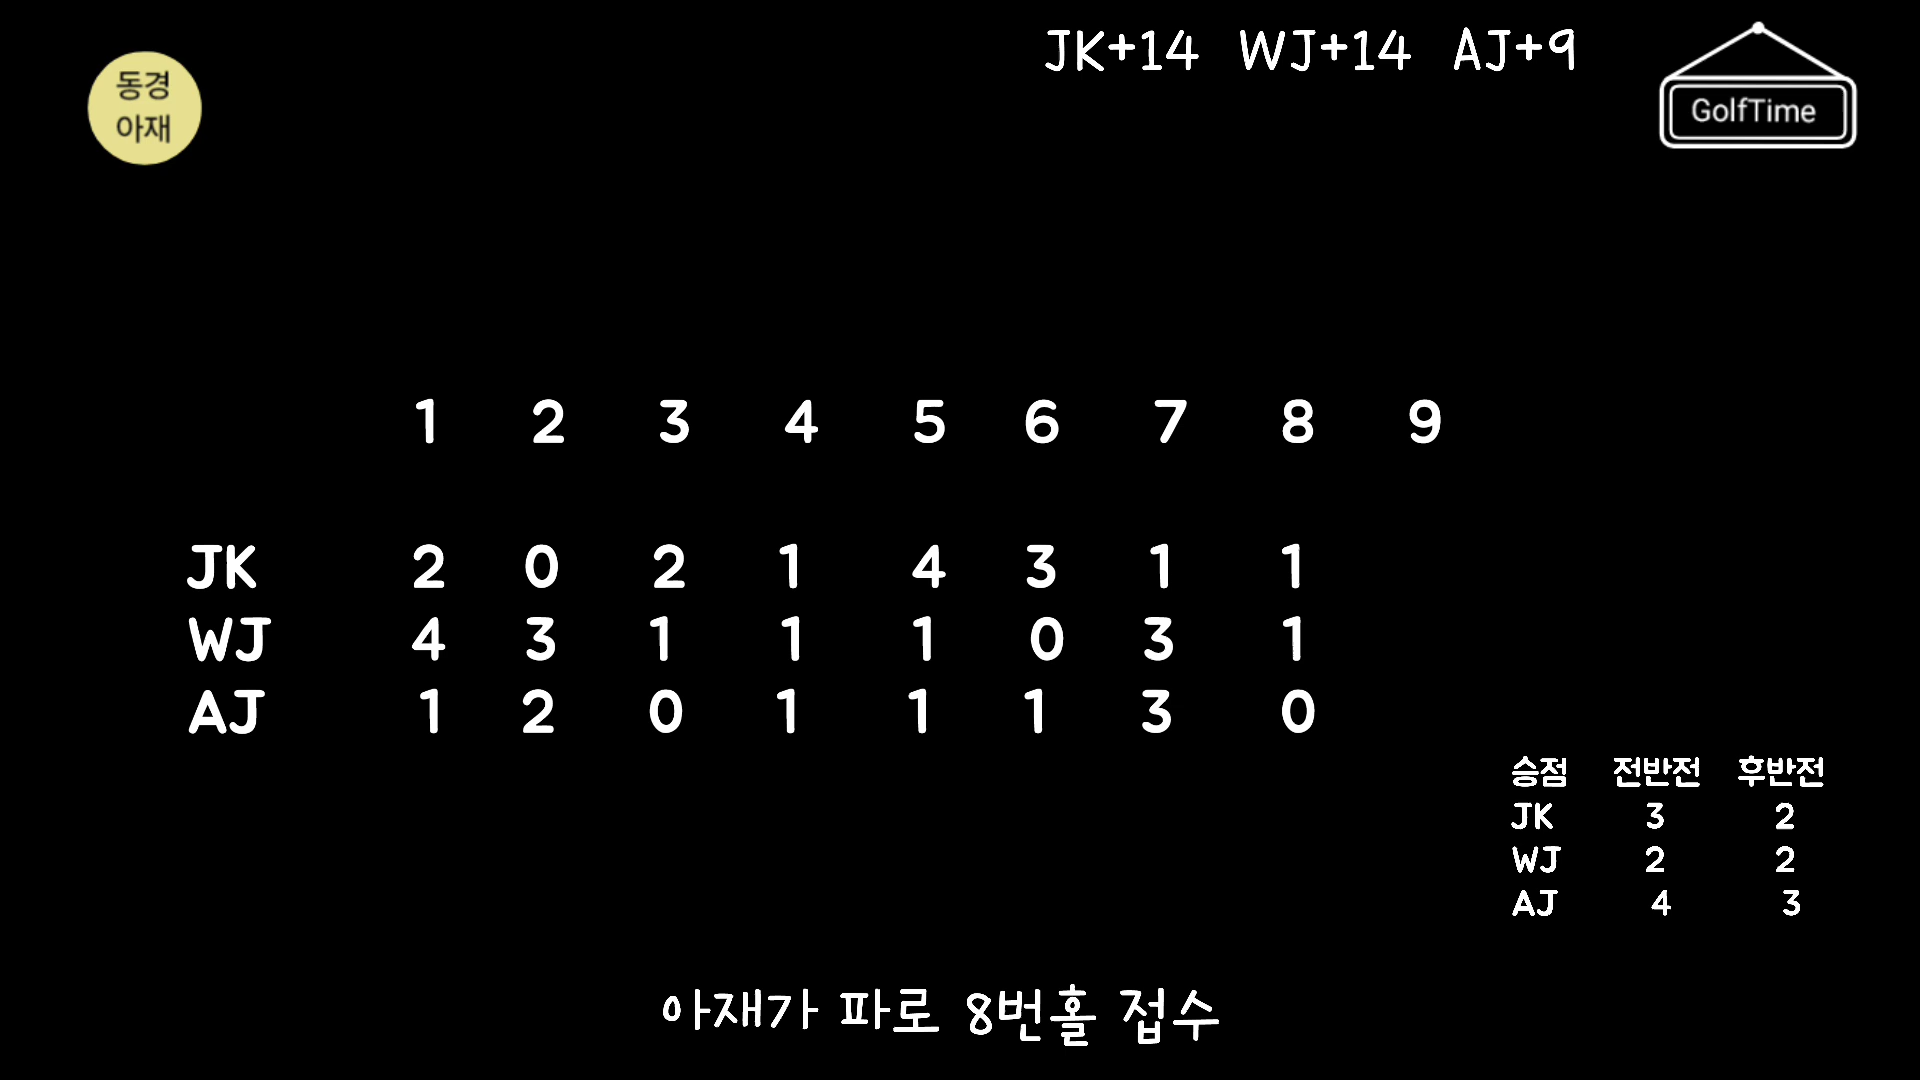 JK+14 WJ+14 AJ+9
동경
아재
GolfTime
1 2 3 4 5 6 7 8 9
JK 2 0 2 1 4 3 1 1
WJ 4 3 1 1 1 0 3 1
AJ 1 2 0 1 1 1 3 0
승점 전반전 후반전
JK 3 2
WJ 2 2
AJ 4 3
아재가 파로 8번홀 접수